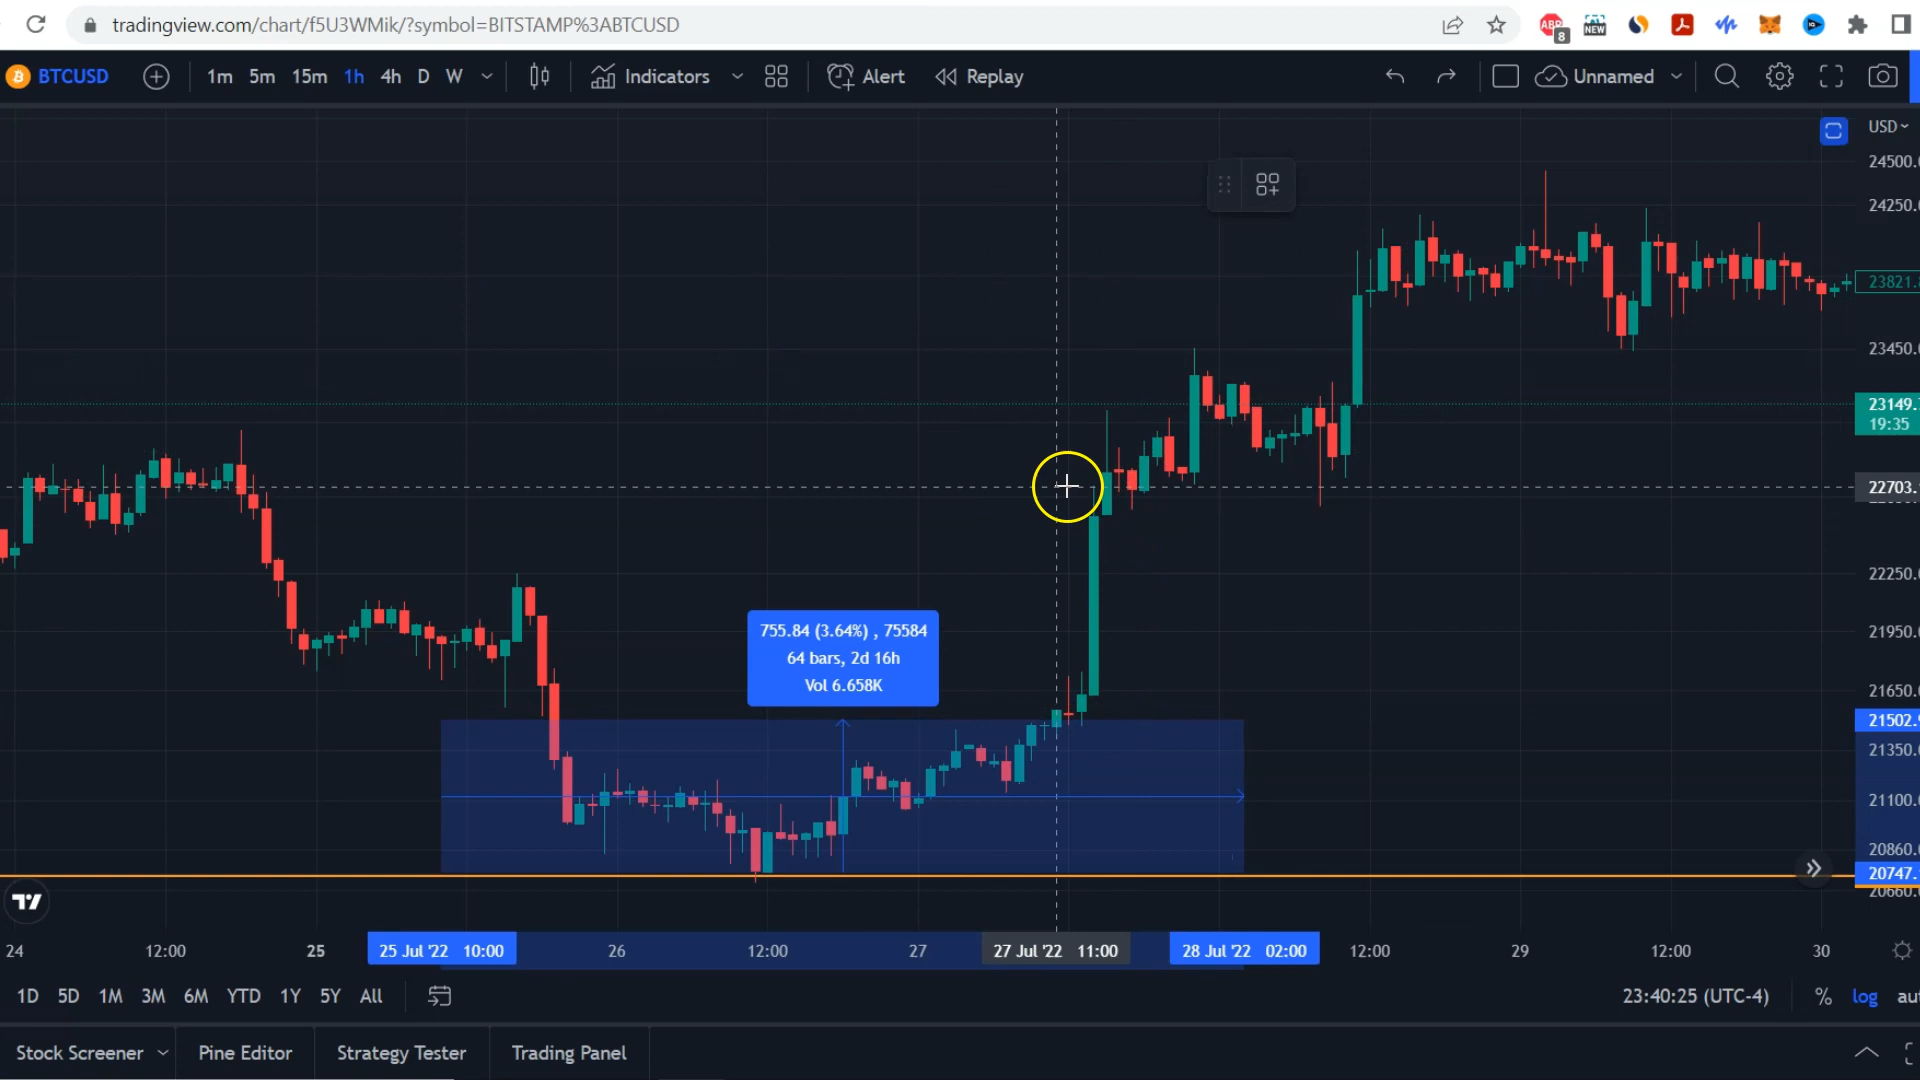 tradingview.com/chart/f5U3WMik/?symbol=BITSTAMP%3ABTCUSD
ABP
8
NEW
BTCUSD 1m 5m 15m 1h 4h D W Indicators Alert Replay Unnamed
USD
24500.
24250.
23821.
23450.
23149.
19:35
22703.
22250.
21950.
755.84 (3.64%) , 75584
64 bars, 2d 16h
Vol 6.658K
21650.
21502.
21350.
21100.
20860.
20747.
20660.
24 12:00 25 25 Jul '22 10:00 26 12:00 27 27 Jul '22 11:00 28 Jul '22 02:00 12:00 29 12:00 30
1D 5D 1M 3M 6M YTD 1Y 5Y All 23:40:25 (UTC-4) % log
Stock Screener Pine Editor Strategy Tester Trading Panel